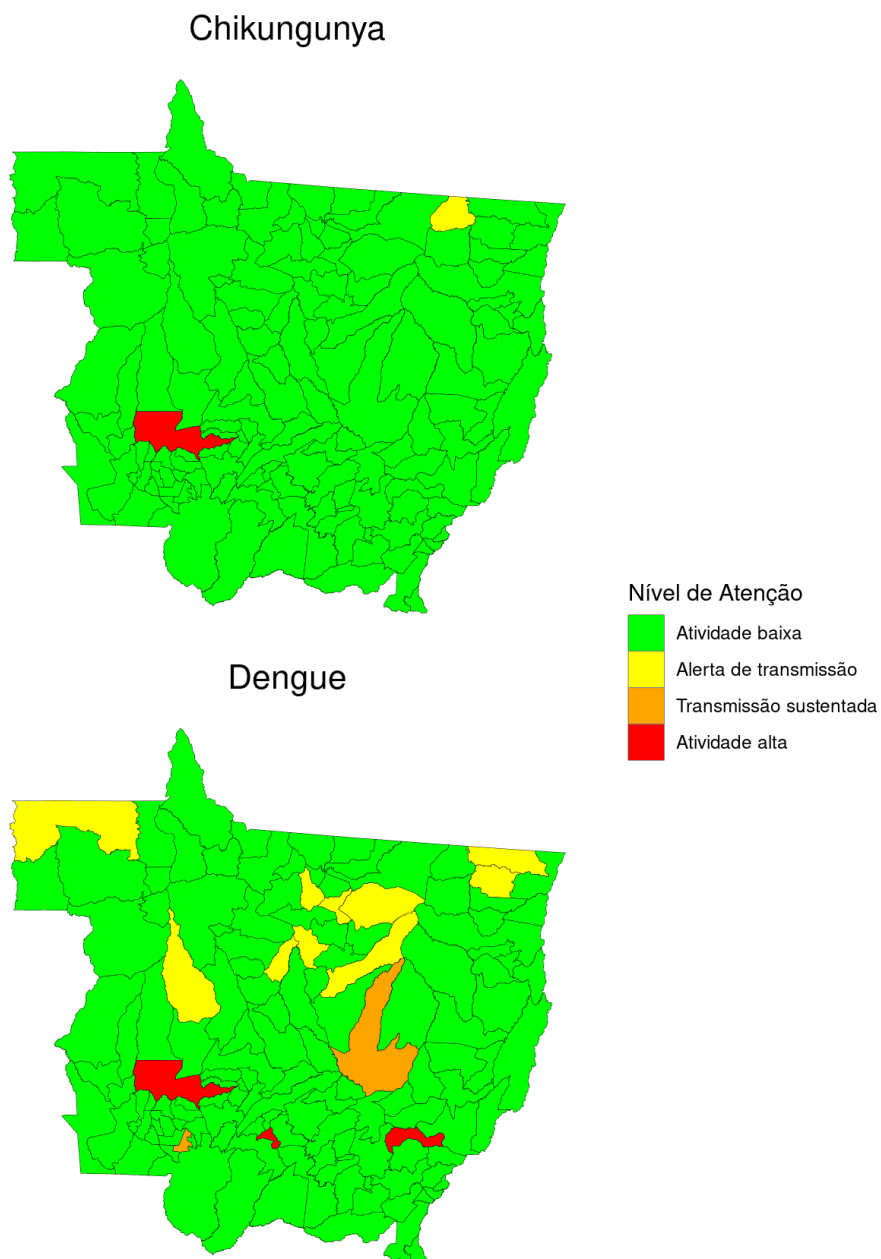 Chikungunya
Nível de Atenção
Atividade baixa
Alerta de transmissão
Transmissão sustentada
Atividade alta
Dengue